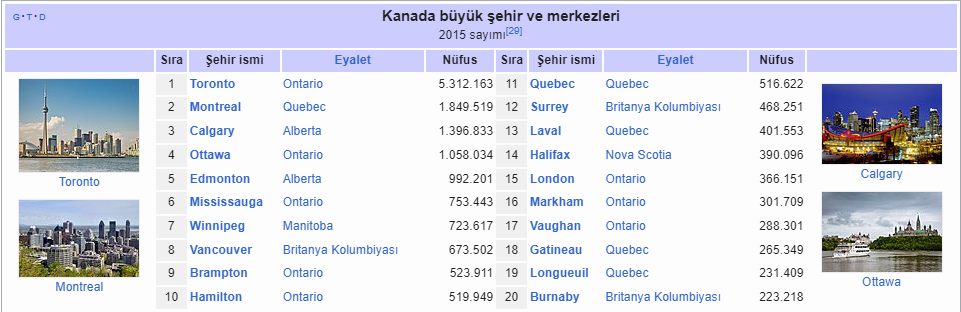 G · T · D
Kanada büyük şehir ve merkezleri
2015 sayımı[29]
Sıra Şehir ismi Eyalet Nüfus Sıra Şehir ismi Eyalet Nüfus
1 Toronto Ontario 5.312.163 11 Quebec Quebec 516.622
2 Montreal Quebec 1.849.519 12 Surrey Britanya Kolumbiyası 468.251
3 Calgary Alberta 1.396.833 13 Laval Quebec 401.553
4 Ottawa Ontario 1.058.034 14 Halifax Nova Scotia 390.096
5 Edmonton Alberta 992.201 15 London Ontario 366.151
6 Mississauga Ontario 753.443 16 Markham Ontario 301.709
7 Winnipeg Manitoba 723.617 17 Vaughan Ontario 288.301
8 Vancouver Britanya Kolumbiyası 673.502 18 Gatineau Quebec 265.349
9 Brampton Ontario 523.911 19 Longueuil Quebec 231.409
10 Hamilton Ontario 519.949 20 Burnaby Britanya Kolumbiyası 223.218
Toronto
Montreal
Calgary
Ottawa